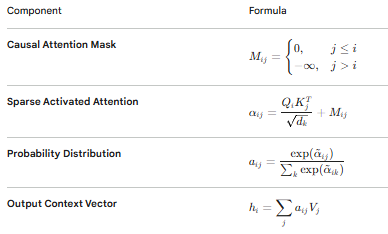 Component Formula
Causal Attention Mask
M_{ij} = \begin{cases} 0, & j \leq i \\ -\infty, & j > i \end{cases}
Sparse Activated Attention
\alpha_{ij} = \frac{Q_i K_j^T}{\sqrt{d_k}} + M_{ij}
Probability Distribution
a_{ij} = \frac{\exp(\tilde{\alpha}_{ij})}{\sum_k \exp(\tilde{\alpha}_{ik})}
Output Context Vector
h_i = \sum_j a_{ij} V_j